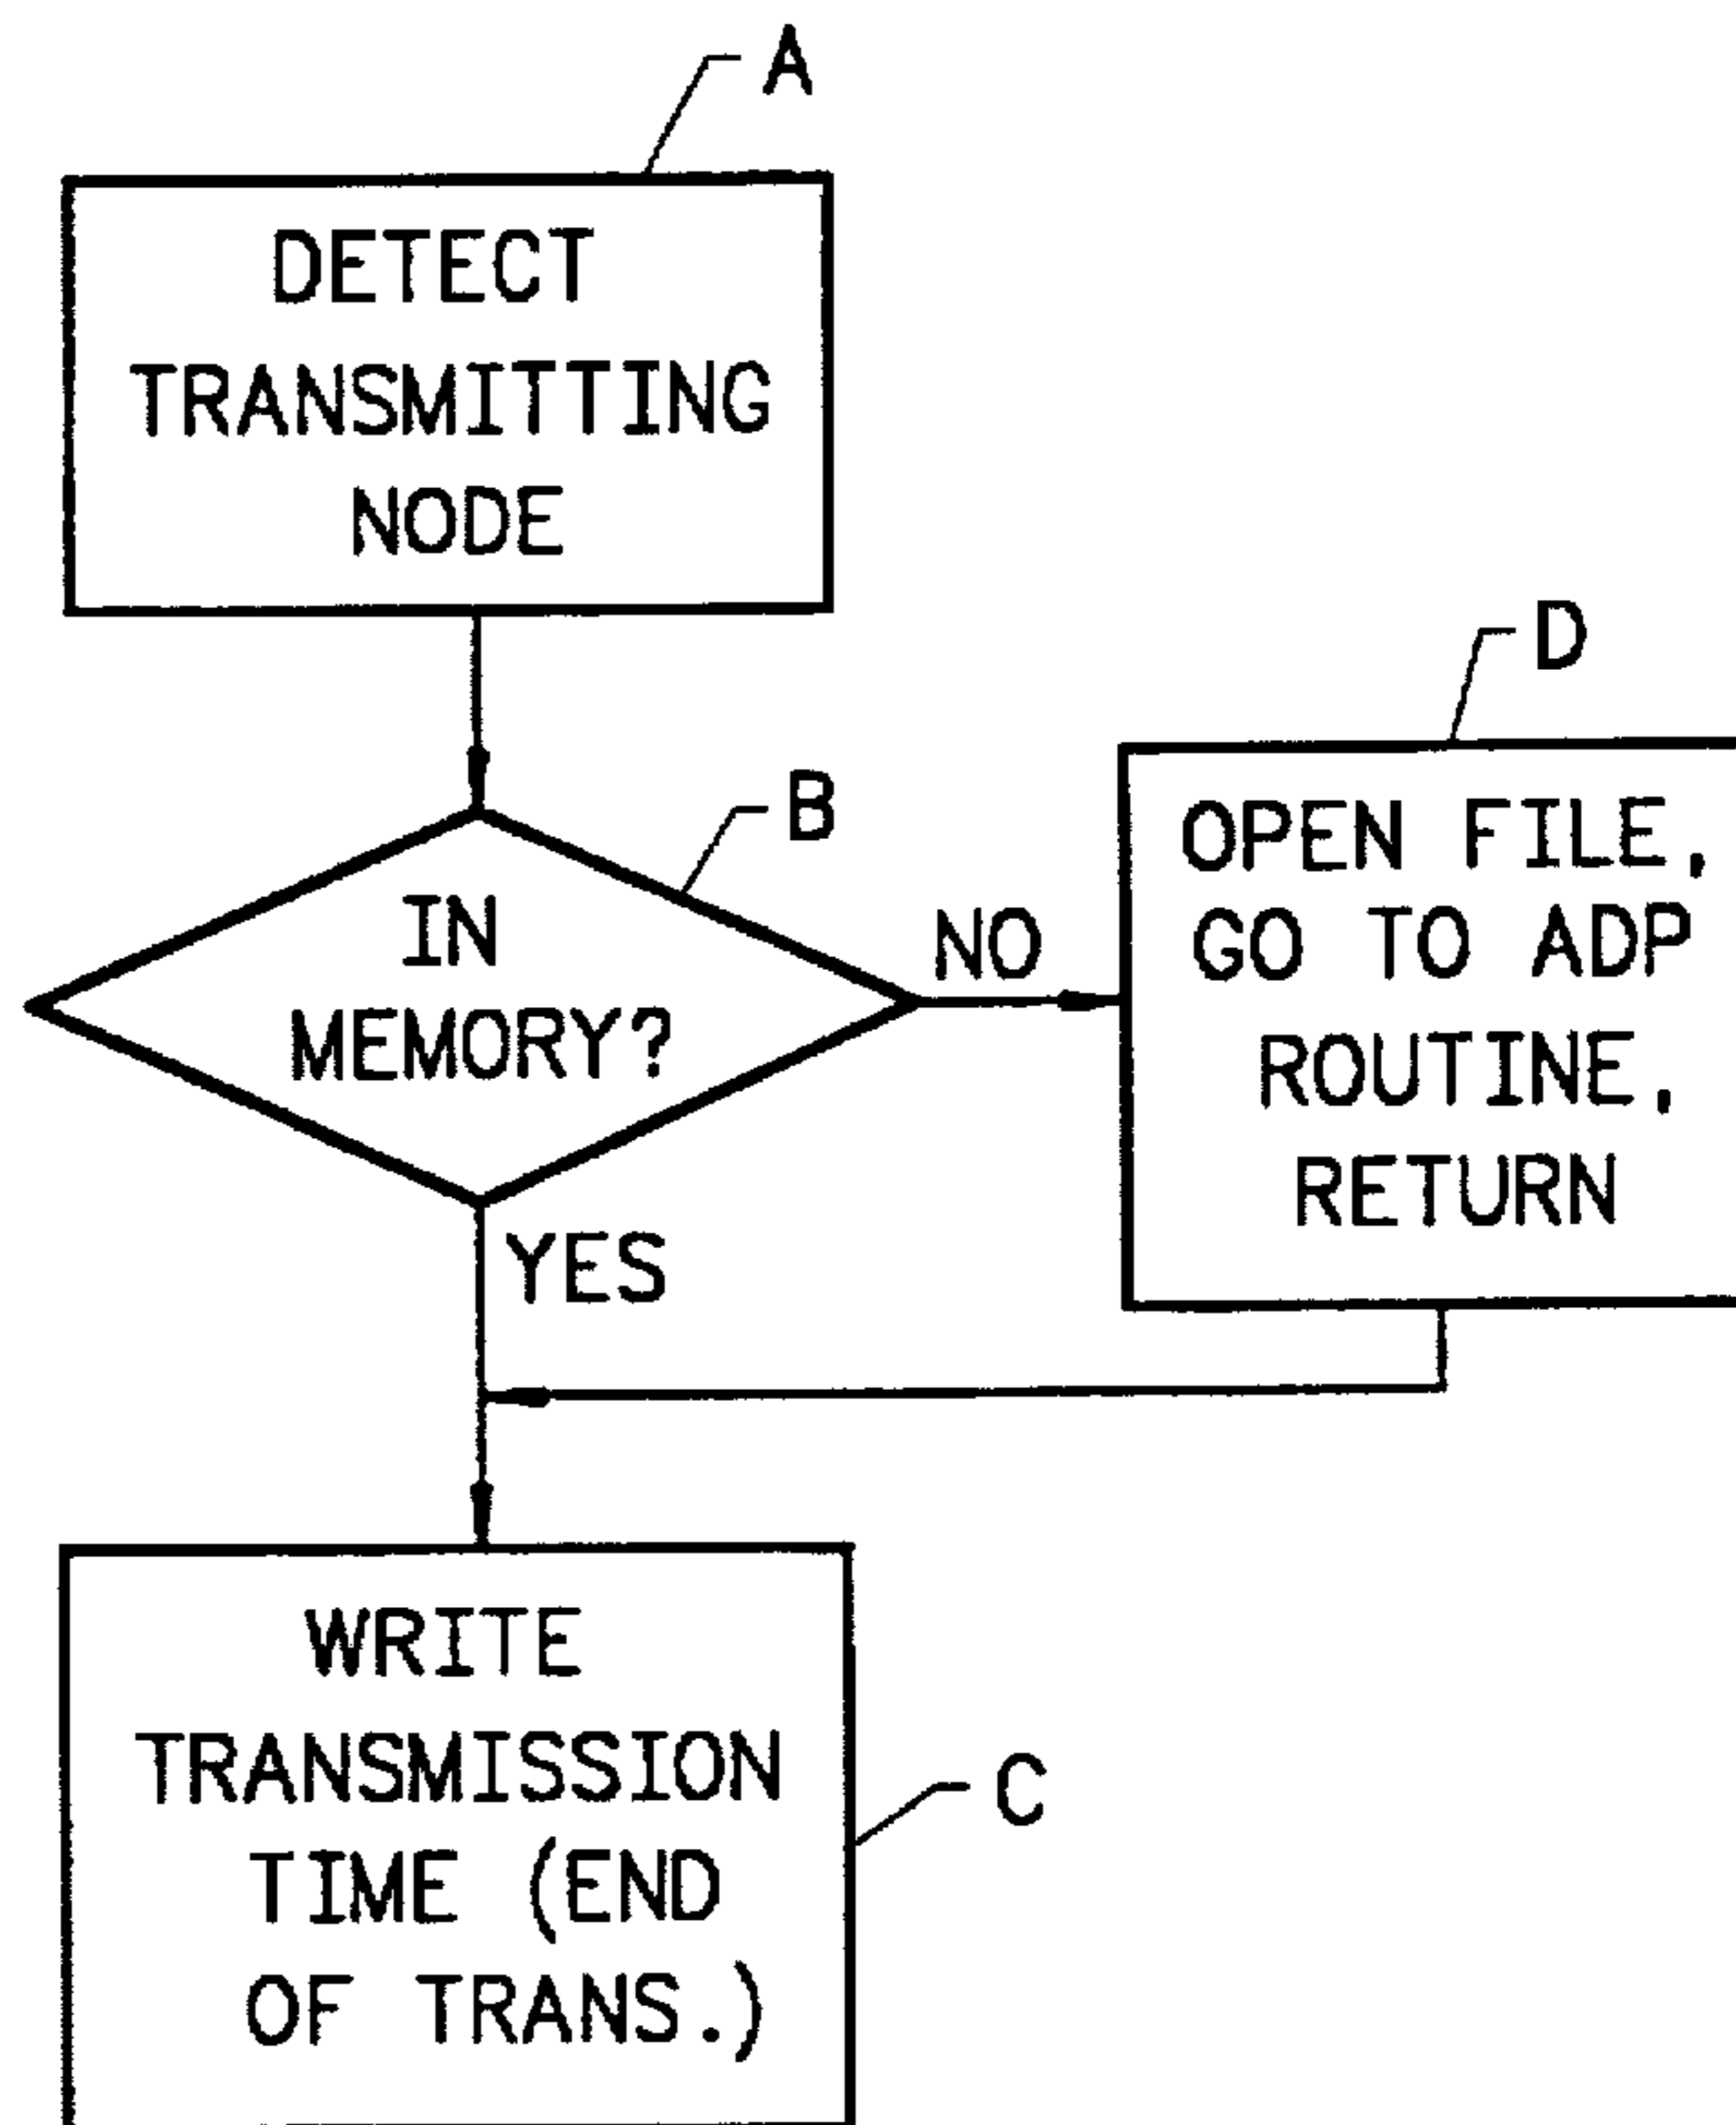 A
DETECT
TRANSMITTING
NODE
B
IN
MEMORY?
NO
YES
D
OPEN FILE,
GO TO ADP
ROUTINE,
RETURN
WRITE
TRANSMISSION
TIME (END
OF TRANS.)
C